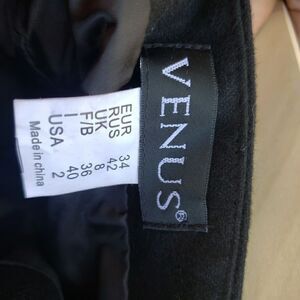 VENUS®
EUR 34
RUS 42
UK 8
F/B 36
I 40
USA 2
Made in china